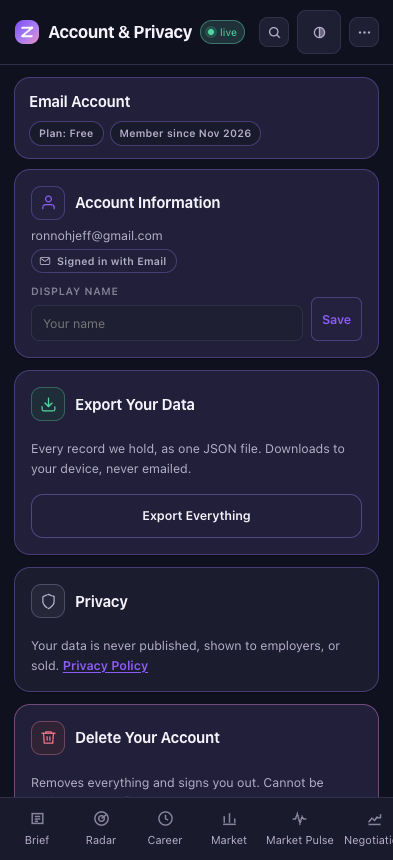 Account & Privacy
live
Email Account
Plan: Free
Member since Nov 2026
Account Information
ronnohjeff@gmail.com
Signed in with Email
DISPLAY NAME
Your name
Save
Export Your Data
Every record we hold, as one JSON file. Downloads to
your device, never emailed.
Export Everything
Privacy
Your data is never published, shown to employers, or
sold. Privacy Policy
Delete Your Account
Removes everything and signs you out. Cannot be
Brief
Radar
Career
Market
Market Pulse
Negotiati